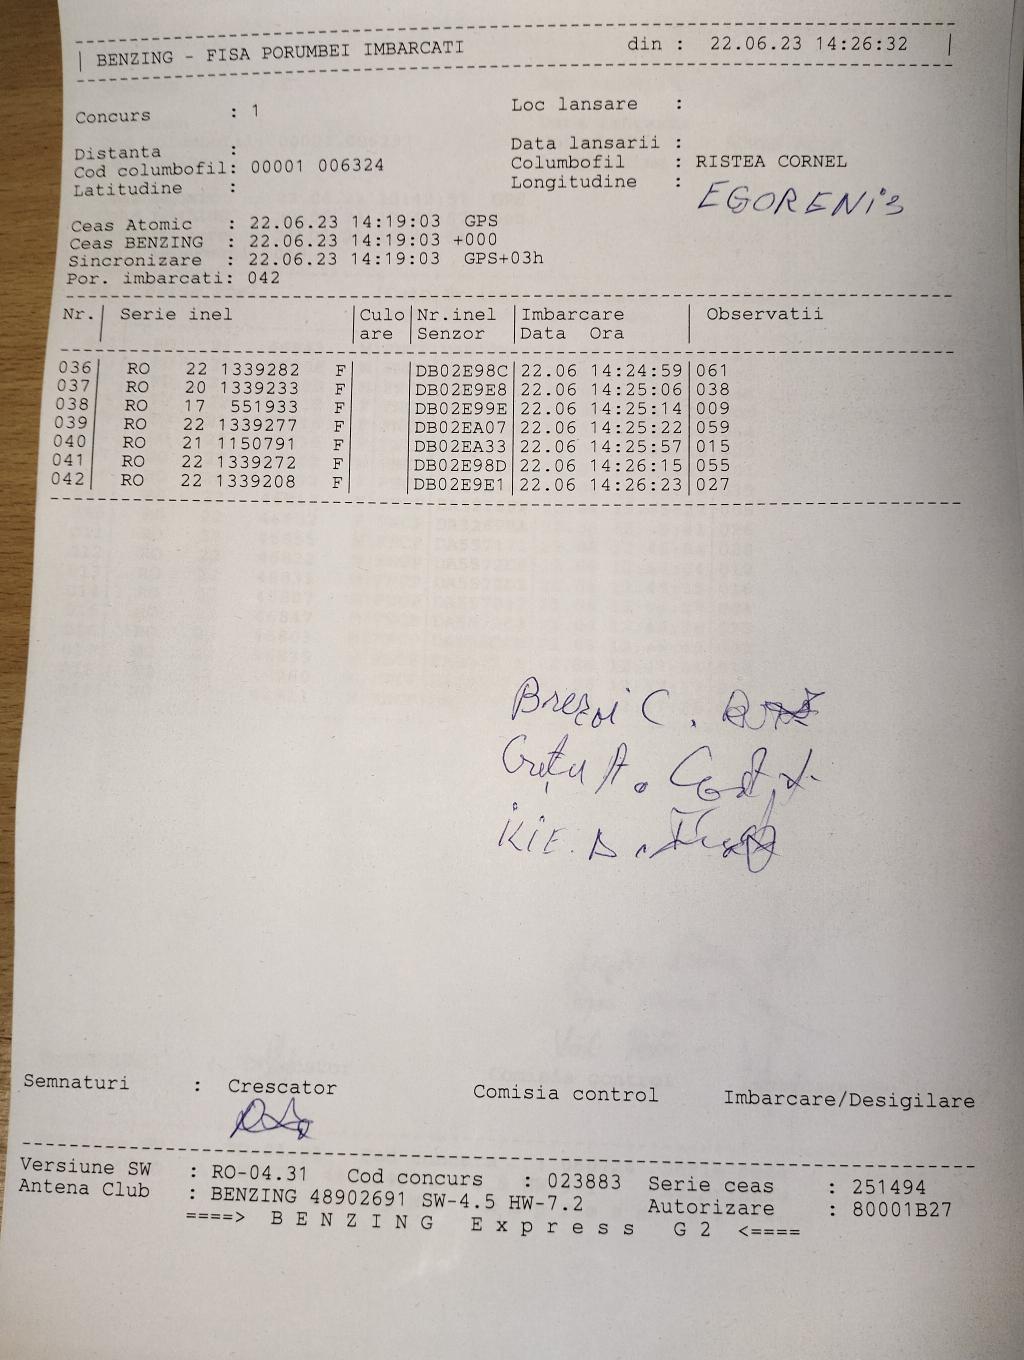 BENZING - FISA PORUMBEI IMBARCATI din : 22.06.23 14:26:32
Concurs : 1 Loc lansare :
Distanta : Data lansarii :
Cod columbofil: 00001 006324 Columbofil : RISTEA CORNEL
Latitudine : Longitudine :
Ceas Atomic : 22.06.23 14:19:03 GPS
Ceas BENZING : 22.06.23 14:19:03 +000
Sincronizare : 22.06.23 14:19:03 GPS+03h
Por. imbarcati: 042
Nr. Serie inel Culo Nr.inel Imbarcare Observatii
are Senzor Data Ora
036 RO 22 1339282 F DB02E98C 22.06 14:24:59 061
037 RO 20 1339233 F DB02E9E8 22.06 14:25:06 038
038 RO 17 551933 F DB02E99E 22.06 14:25:14 009
039 RO 22 1339277 F DB02EA07 22.06 14:25:22 059
040 RO 21 1150791 F DB02EA33 22.06 14:25:57 015
041 RO 22 1339272 F DB02E98D 22.06 14:26:15 055
042 RO 22 1339208 F DB02E9E1 22.06 14:26:23 027
Brezoi C.
Crețu A.
Semnaturi : Crescator Comisia control Imbarcare/Desigilare
Versiune SW : RO-04.31 Cod concurs : 023883 Serie ceas : 251494
Antena Club : BENZING 48902691 SW-4.5 HW-7.2 Autorizare : 80001B27
====> B E N Z I N G E x p r e s s G 2 <====